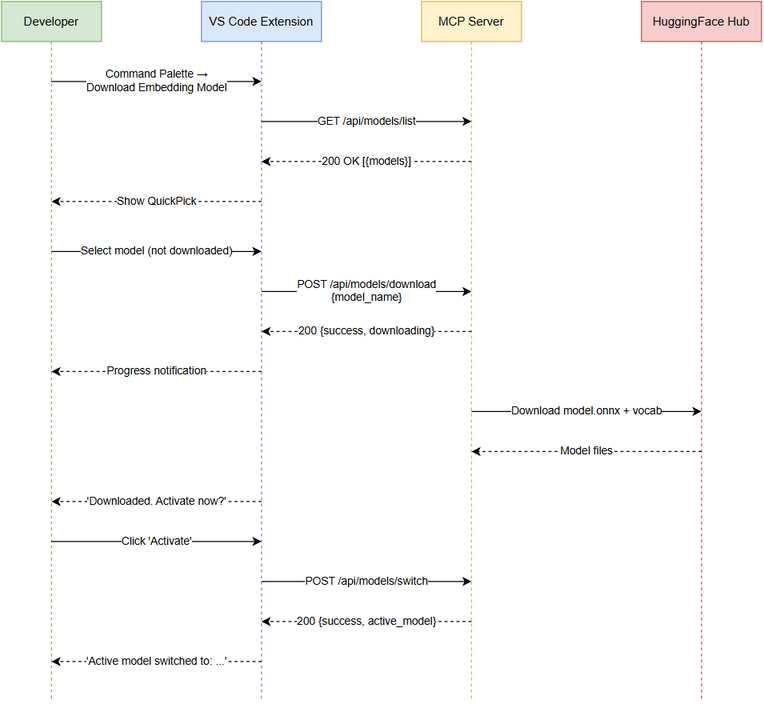 Developer
VS Code Extension
MCP Server
HuggingFace Hub
Command Palette →
Download Embedding Model
GET /api/models/list
200 OK [{models}]
Show QuickPick
Select model (not downloaded)
POST /api/models/download
{model_name}
200 {success, downloading}
Progress notification
Download model.onnx + vocab
Model files
'Downloaded. Activate now?'
Click 'Activate'
POST /api/models/switch
200 {success, active_model}
'Active model switched to: ...'